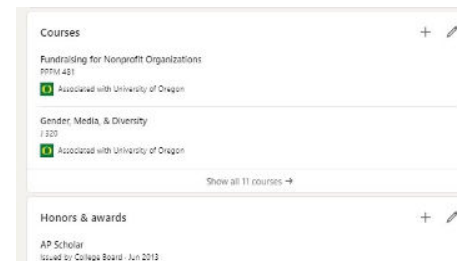 Courses
Fundraising for Nonprofit Organizations
PPPM 431
Associated with University of Oregon
Gender, Media, & Diversity
J 320
Associated with University of Oregon
Show all 11 courses →
Honors & awards
AP Scholar
Issued by College Board · Jun 2013